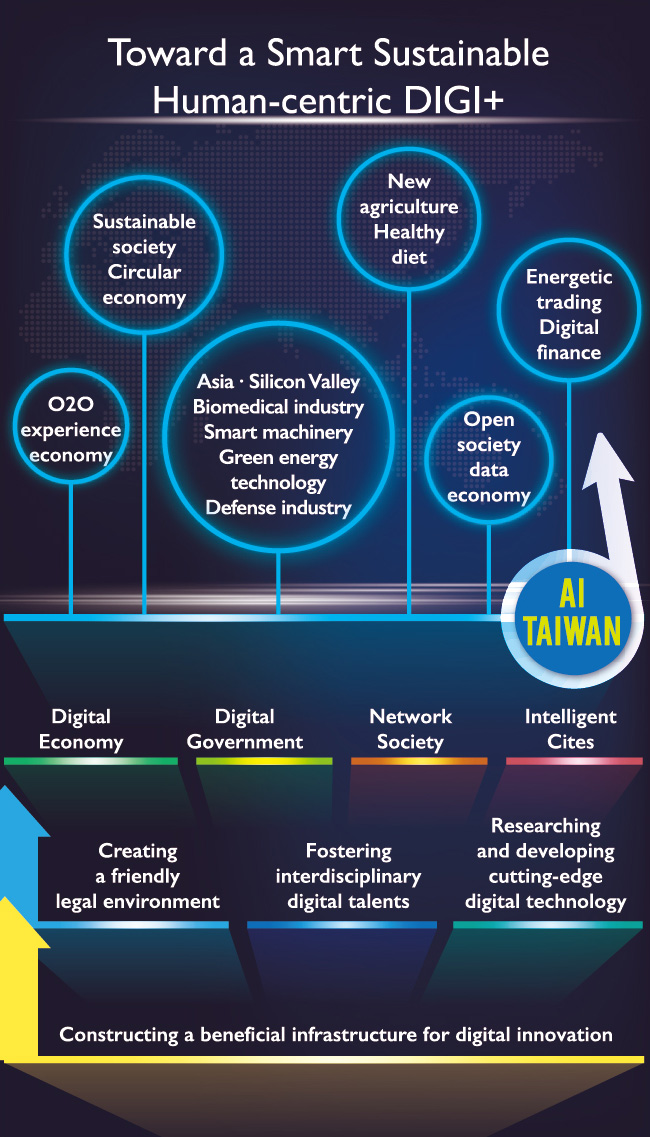 Toward a Smart Sustainable
Human-centric DIGI+
New
agriculture
Healthy
diet
Sustainable
society
Circular
economy
Energetic
trading
Digital
finance
Asia · Silicon Valley
Biomedical industry
Smart machinery
Green energy
technology
Defense industry
O2O
experience
economy
Open
society
data
economy
AI
TAIWAN
Digital
Economy
Digital
Government
Network
Society
Intelligent
Cites
Creating
a friendly
legal environment
Fostering
interdisciplinary
digital talents
Researching
and developing
cutting-edge
digital technology
Constructing a beneficial infrastructure for digital innovation